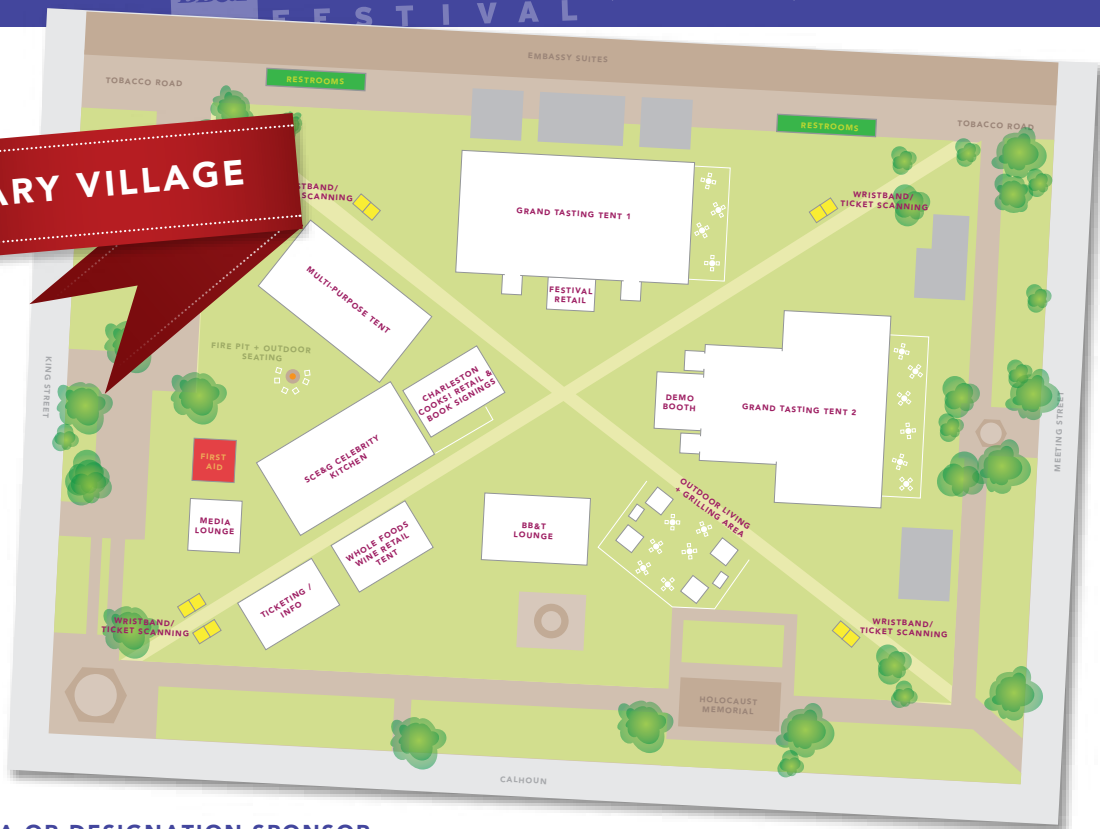 FESTIVAL
EMBASSY SUITES
TOBACCO ROAD
RESTROOMS
RESTROOMS
TOBACCO ROAD
ARY VILLAGE
SCANNING
GRAND TASTING TENT 1
WRISTBAND/
TICKET SCANNING
FESTIVAL
RETAIL
MULTI-PURPOSE TENT
FIRE PIT + OUTDOOR
SEATING
KING STREET
CHARLESTON
COOKS! RETAIL &
BOOK SIGNINGS
DEMO
BOOTH
GRAND TASTING TENT 2
MEETING STREET
SCE&G CELEBRITY
KITCHEN
FIRST
AID
MEDIA
LOUNGE
WHOLE FOODS
WINE RETAIL
TENT
BB&T
LOUNGE
OUTDOOR LIVING
+ GRILLING AREA
TICKETING /
INFO
WRISTBAND/
TICKET SCANNING
WRISTBAND/
TICKET SCANNING
HOLOCAUST
MEMORIAL
CALHOUN
A OR DESIGNATION SPONSOR